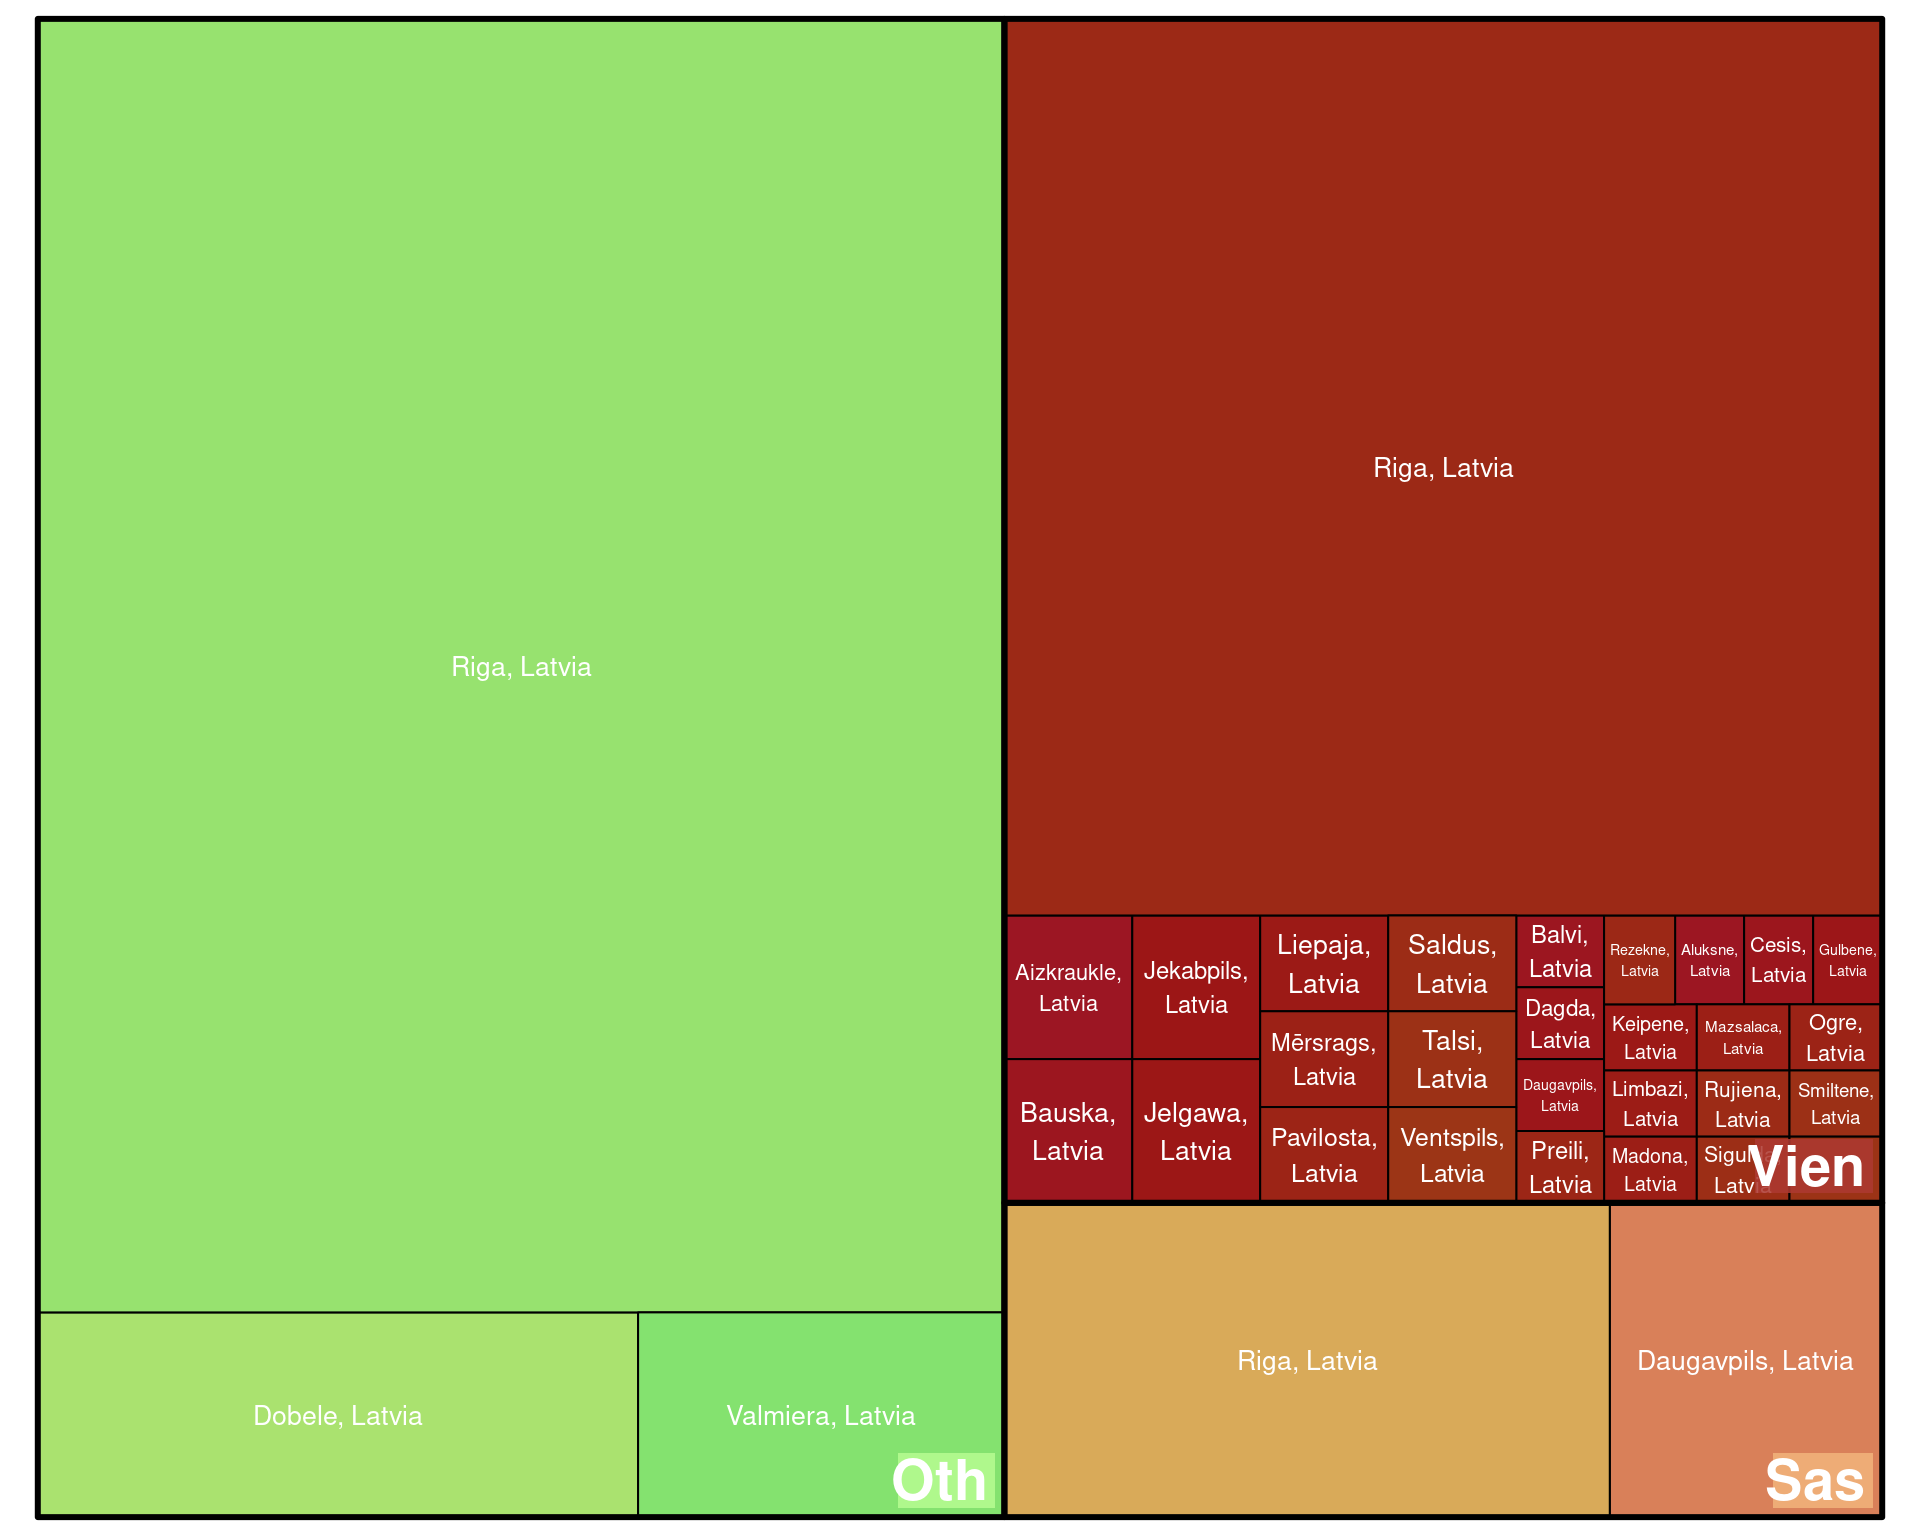 Riga, Latvia
Dobele, Latvia
Valmiera, Latvia
Oth
Riga, Latvia
Aizkraukle,
Latvia
Bauska,
Latvia
Jekabpils,
Latvia
Jelgawa,
Latvia
Liepaja,
Latvia
Mērsrags,
Latvia
Pavilosta,
Latvia
Saldus,
Latvia
Talsi,
Latvia
Ventspils,
Latvia
Balvi,
Latvia
Dagda,
Latvia
Daugavpils,
Latvia
Preili,
Latvia
Rezekne,
Latvia
Aluksne,
Latvia
Cesis,
Latvia
Gulbene,
Latvia
Keipene,
Latvia
Mazsalaca,
Latvia
Ogre,
Latvia
Limbazi,
Latvia
Rujiena,
Latvia
Smiltene,
Latvia
Madona,
Latvia
Latvia
Vien
Riga, Latvia
Daugavpils, Latvia
Sas